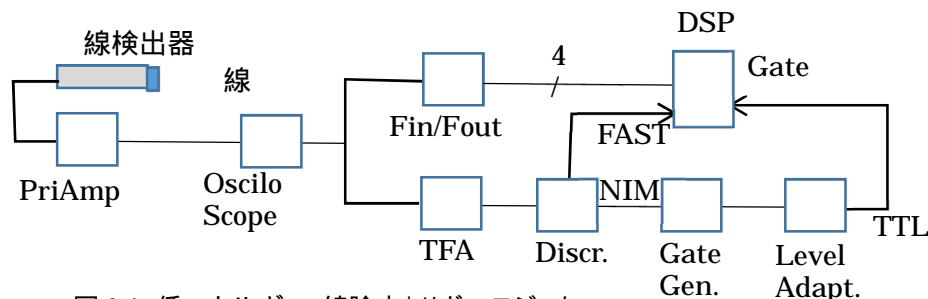 線検出器
線
DSP
4
Gate
Fin/Fout
FAST
PriAmp
Oscilo
Scope
TFA
Discr.
NIM
Gate
Gen.
Level
Adapt.
TTL